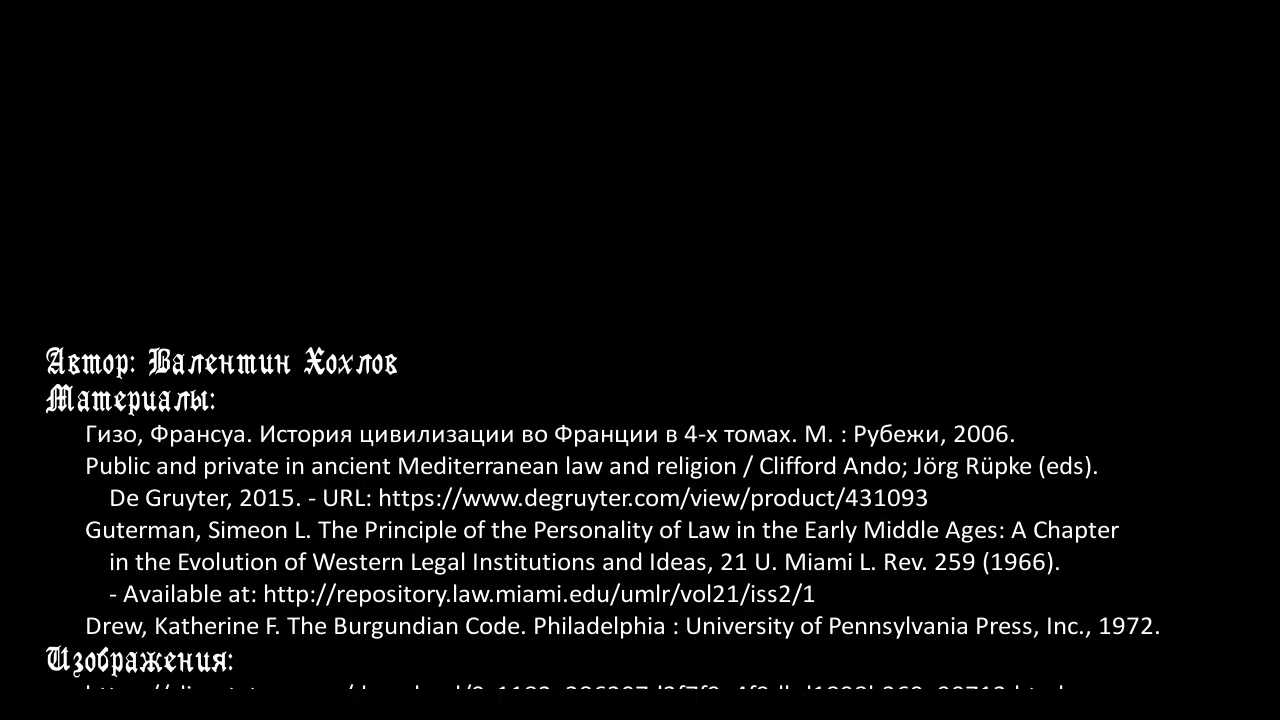 Автор: Валентин Хохлов
Материалы:
Гизо, Франсуа. История цивилизации во Франции в 4-х томах. М. : Рубежи, 2006.
Public and private in ancient Mediterranean law and religion / Clifford Ando; Jörg Rüpke (eds).
De Gruyter, 2015. - URL: https://www.degruyter.com/view/product/431093
Guterman, Simeon L. The Principle of the Personality of Law in the Early Middle Ages: A Chapter
in the Evolution of Western Legal Institutions and Ideas, 21 U. Miami L. Rev. 259 (1966).
- Available at: http://repository.law.miami.edu/umlr/vol21/iss2/1
Drew, Katherine F. The Burgundian Code. Philadelphia : University of Pennsylvania Press, Inc., 1972.
Изображения: